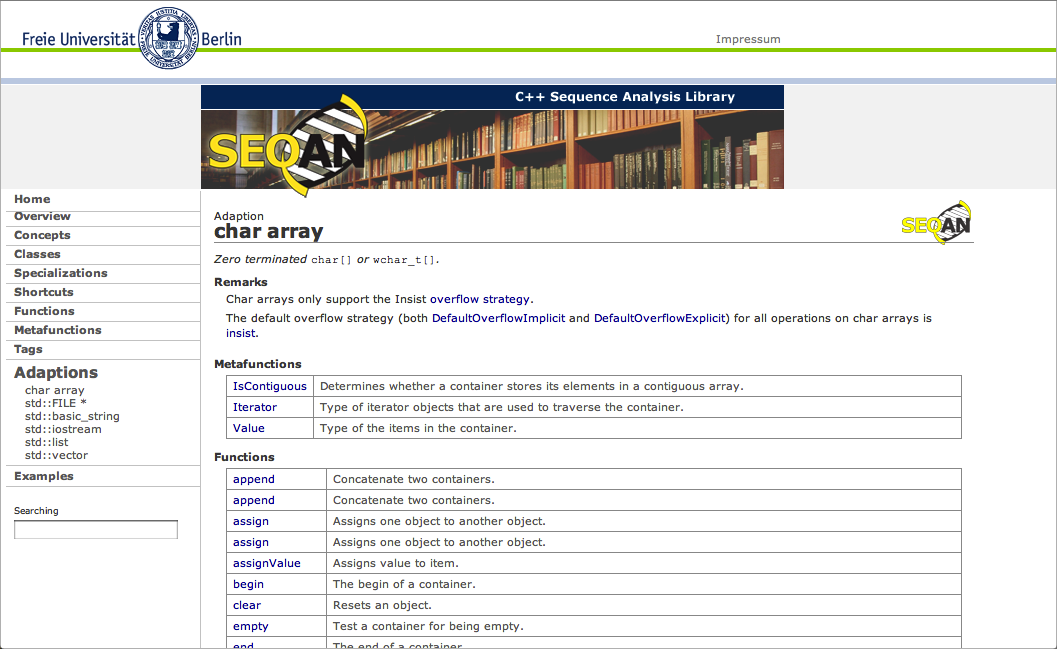 Freie Universität Berlin
Impressum
C++ Sequence Analysis Library
SEQAN
Home
Overview
Concepts
Classes
Specializations
Shortcuts
Functions
Metafunctions
Tags
Adaptions
char array
std::FILE *
std::basic_string
std::iostream
std::list
std::vector
Examples
Searching
Adaption
char array
SEQAN
Zero terminated char[] or wchar_t[].
Remarks
Char arrays only support the Insist overflow strategy.
The default overflow strategy (both DefaultOverflowImplicit and DefaultOverflowExplicit) for all operations on char arrays is
insist.
Metafunctions
IsContiguous Determines whether a container stores its elements in a contiguous array.
Iterator Type of iterator objects that are used to traverse the container.
Value Type of the items in the container.
Functions
append Concatenate two containers.
append Concatenate two containers.
assign Assigns one object to another object.
assign Assigns one object to another object.
assignValue Assigns value to item.
begin The begin of a container.
clear Resets an object.
empty Test a container for being empty.
end The end of a container.